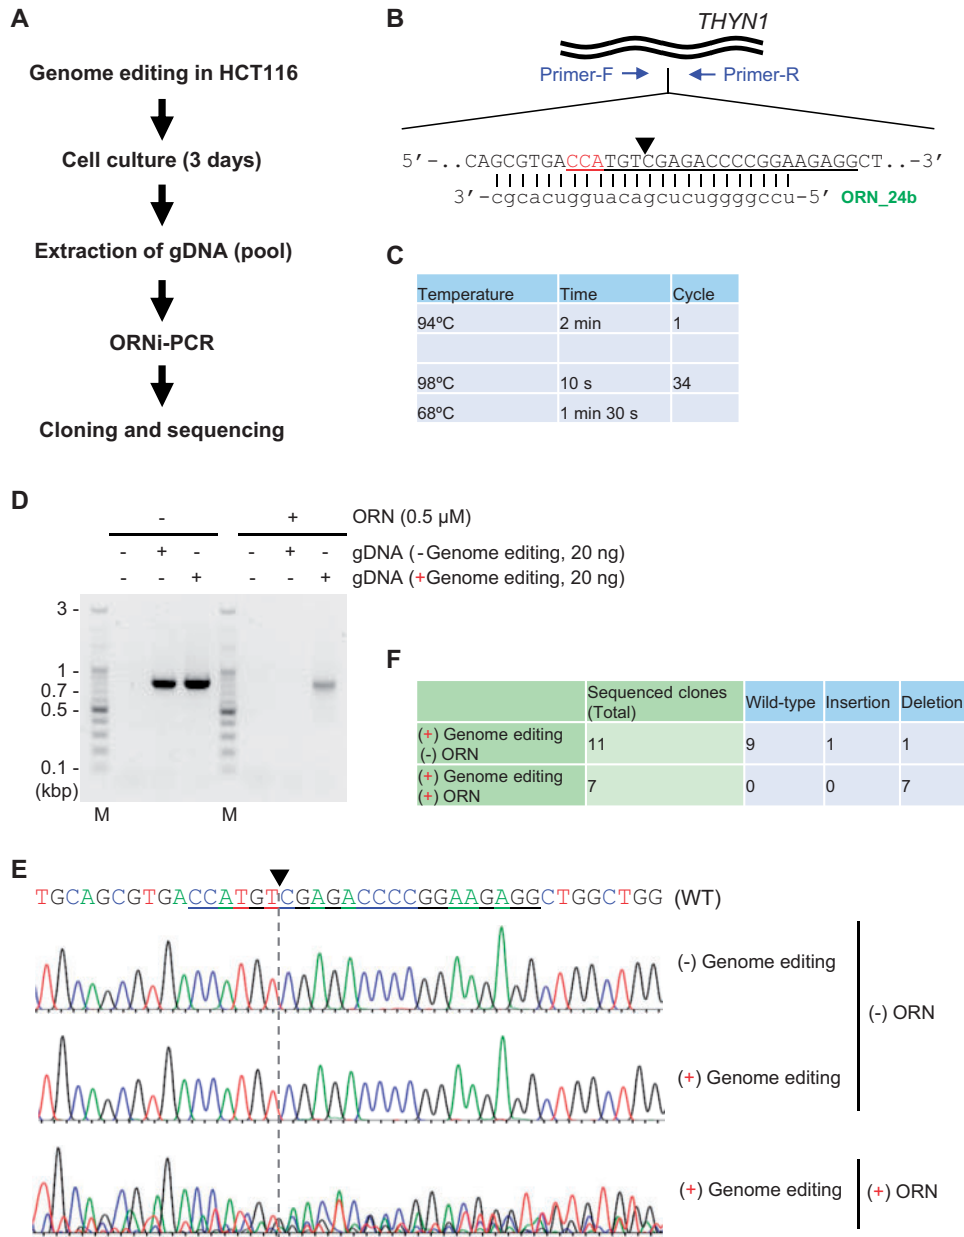 A
Genome editing in HCT116
Cell culture (3 days)
Extraction of gDNA (pool)
ORNi-PCR
Cloning and sequencing
B
THYN1
Primer-F
Primer-R
5′-..CAGCGTGACCATGTCGAGACCCCGGAAGAGGCT..-3′
3′-cgcacugguacagcucuggggccu-5′ ORN_24b
C
Temperature Time Cycle
94ºC 2 min 1
98ºC 10 s 34
68ºC 1 min 30 s
D
- + ORN (0.5 µM)
- + - - + - gDNA (-Genome editing, 20 ng)
- - + - - + gDNA (+Genome editing, 20 ng)
3 -
1 -
0.7 -
0.5 -
0.1 -
(kbp)
M M
F
Sequenced clones (Total) Wild-type Insertion Deletion
(+) Genome editing (-) ORN 11 9 1 1
(+) Genome editing (+) ORN 7 0 0 7
E
TGCAGCGTGACCATGTCGAGACCCCGGAAGAGGCTGGCTGG (WT)
(-) Genome editing
(-) ORN
(+) Genome editing
(+) Genome editing (+) ORN